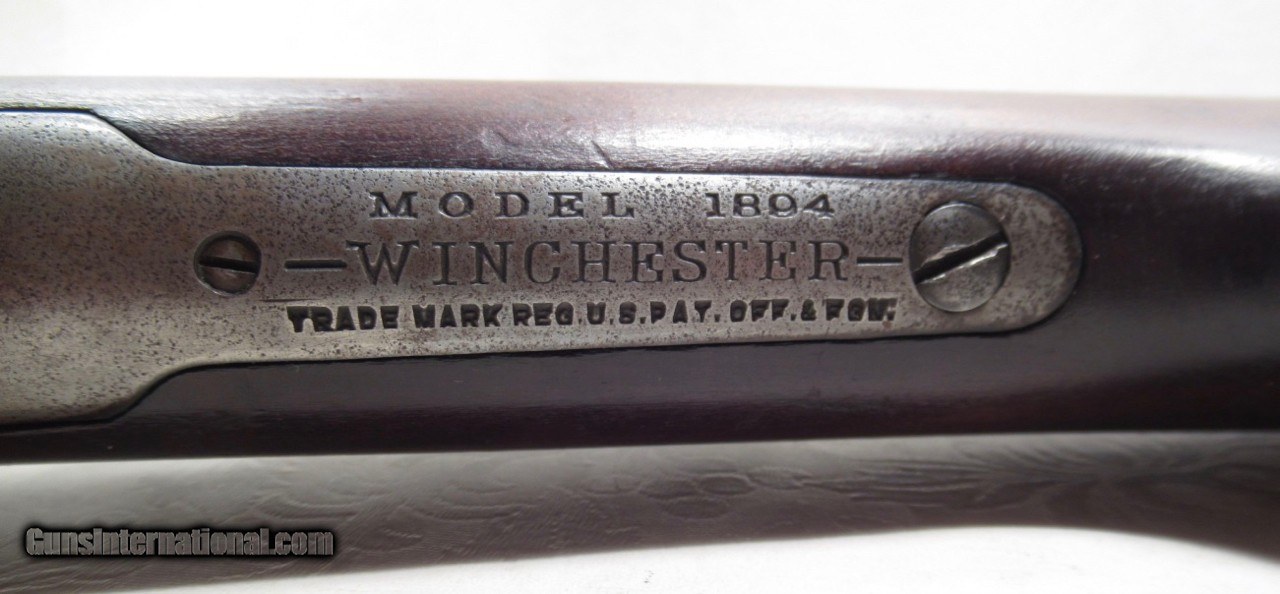 MODEL 1894
—WINCHESTER—
TRADE MARK REG. U.S. PAT. OFF. & FGN.
GunsInternational.com